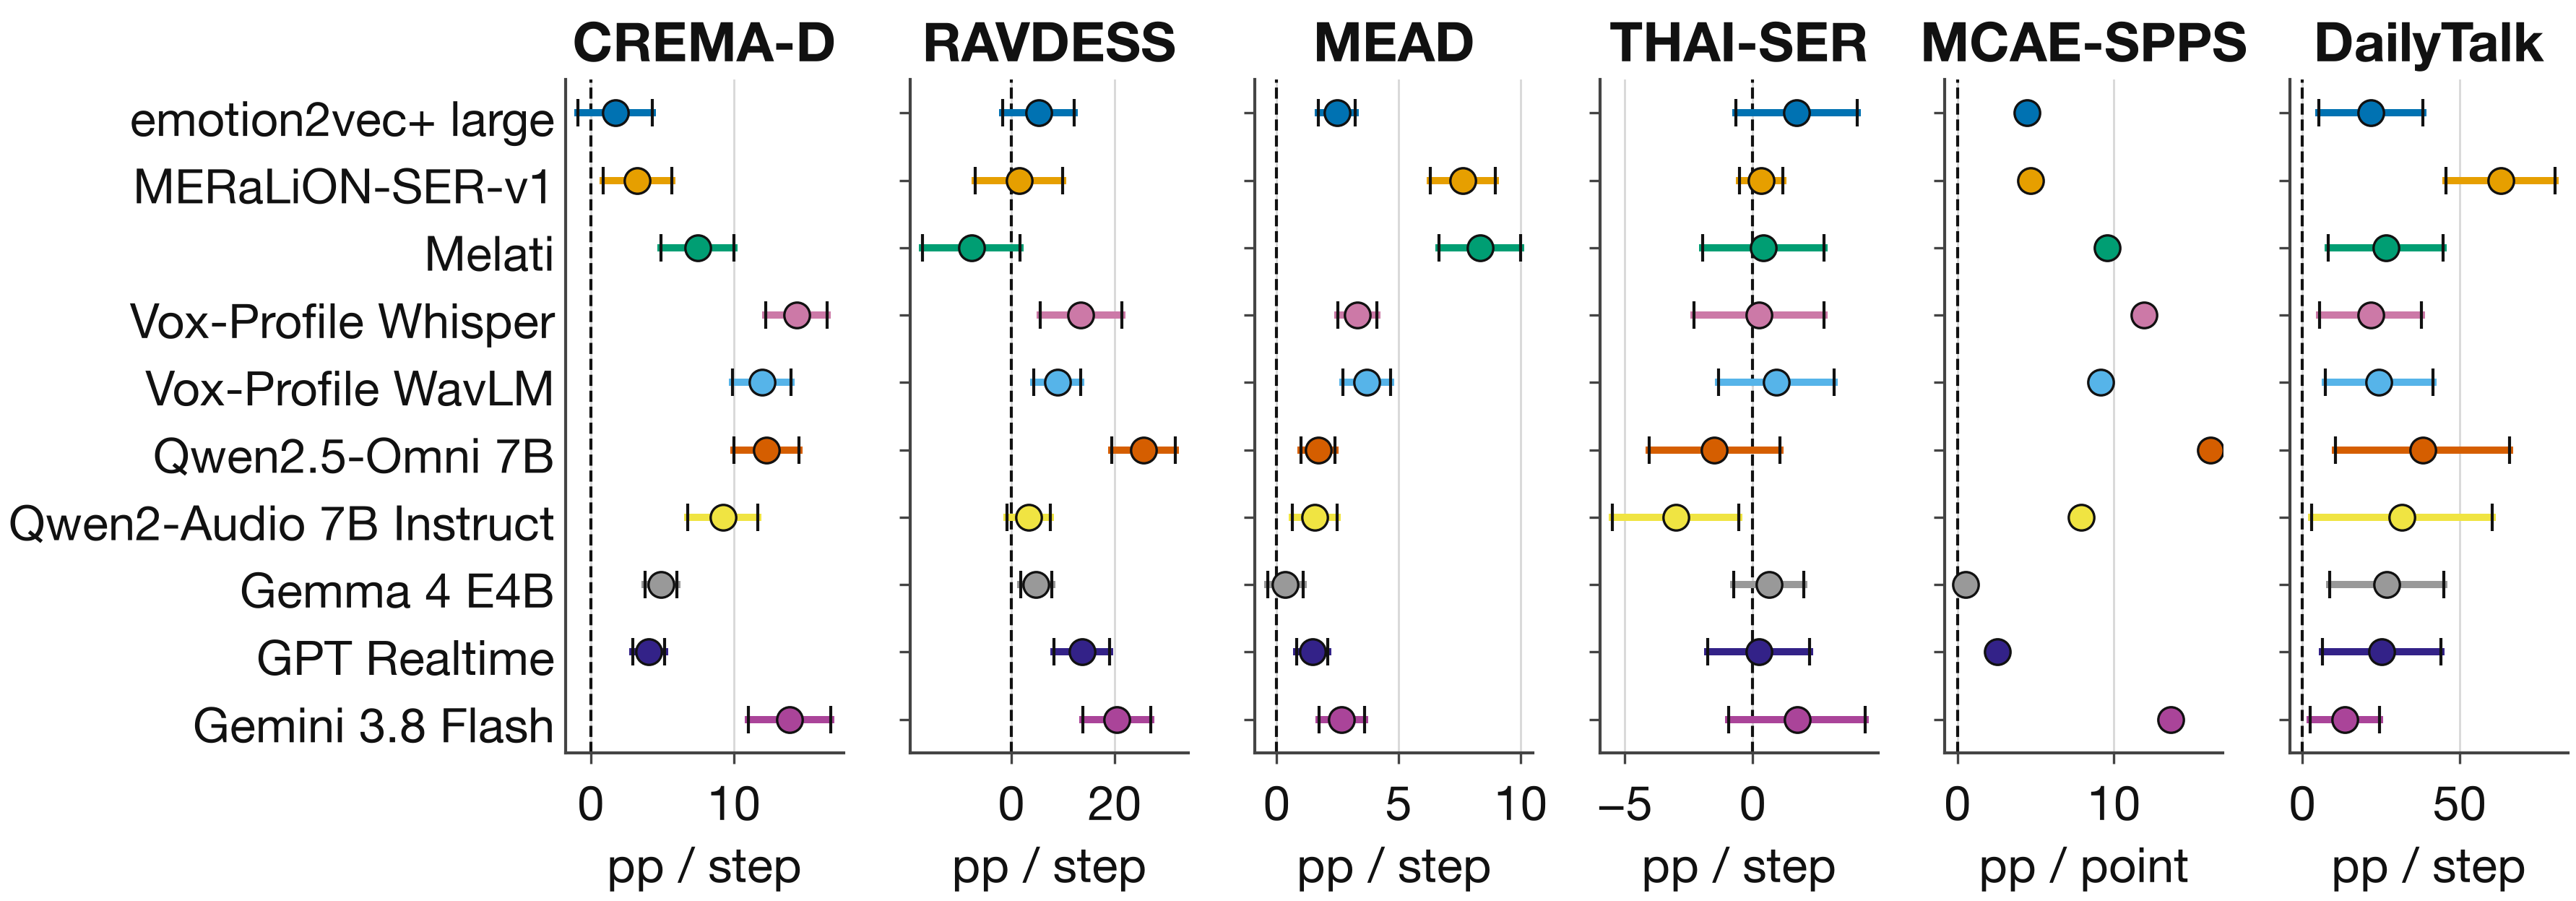 CREMA-D RAVDESS MEAD THAI-SER MCAE-SPPS DailyTalk
emotion2vec+ large
MERaLiON-SER-v1
Melati
Vox-Profile Whisper
Vox-Profile WavLM
Qwen2.5-Omni 7B
Qwen2-Audio 7B Instruct
Gemma 4 E4B
GPT Realtime
Gemini 3.8 Flash
0 10 0 20 0 5 10 −5 0 0 10 0 50
pp / step pp / step pp / step pp / step pp / point pp / step